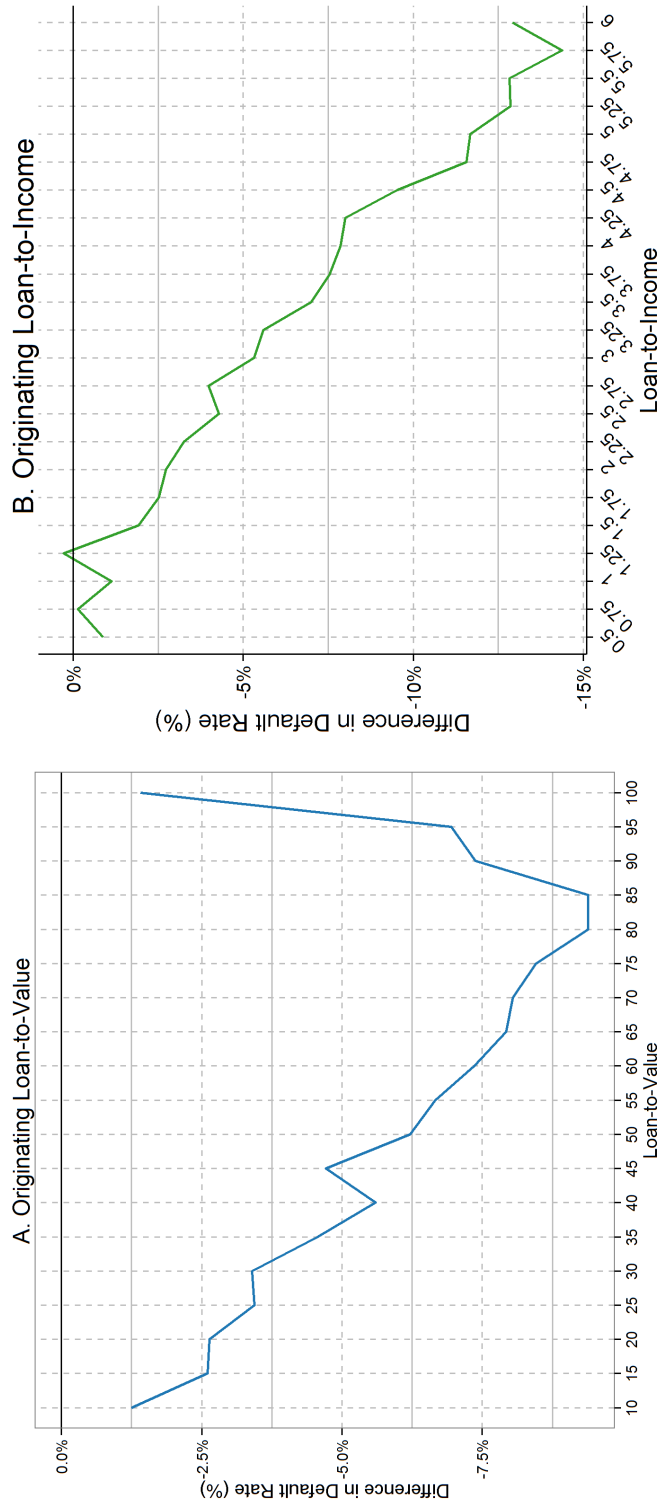 A. Originating Loan-to-Value
Difference in Default Rate (%)
0.0%
-2.5%
-5.0%
-7.5%
10 15 20 25 30 35 40 45 50 55 60 65 70 75 80 85 90 95 100
Loan-to-Value
B. Originating Loan-to-Income
Difference in Default Rate (%)
0%
-5%
-10%
-15%
0.5 0.75 1 1.25 1.5 1.75 2 2.25 2.5 2.75 3 3.25 3.5 3.75 4 4.25 4.5 4.75 5 5.25 5.5 5.75 6
Loan-to-Income